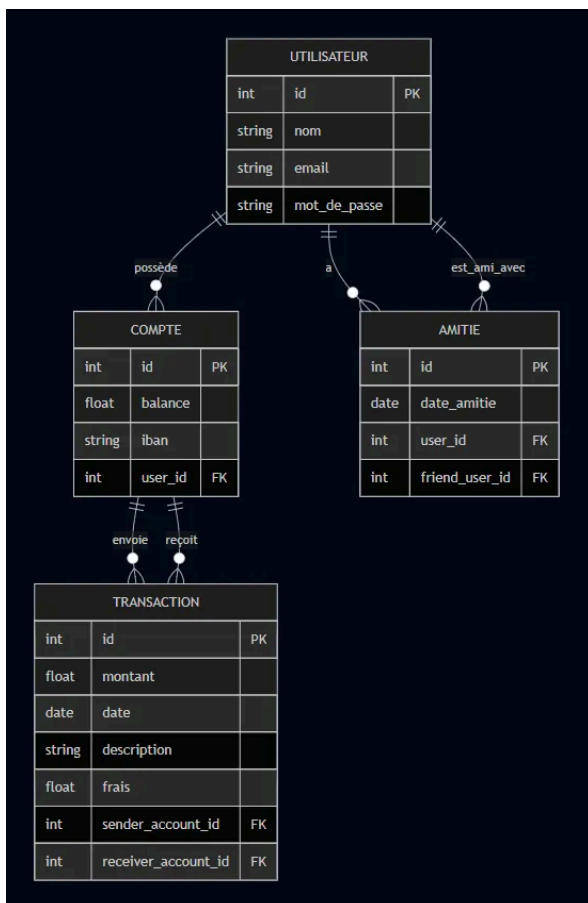 UTILISATEUR
int id PK
string nom
string email
string mot_de_passe
possède
a
est_ami_avec
COMPTE
int id PK
float balance
string iban
int user_id FK
AMITIE
int id PK
date date_amitie
int user_id FK
int friend_user_id FK
envoie
reçoit
TRANSACTION
int id PK
float montant
date date
string description
float frais
int sender_account_id FK
int receiver_account_id FK